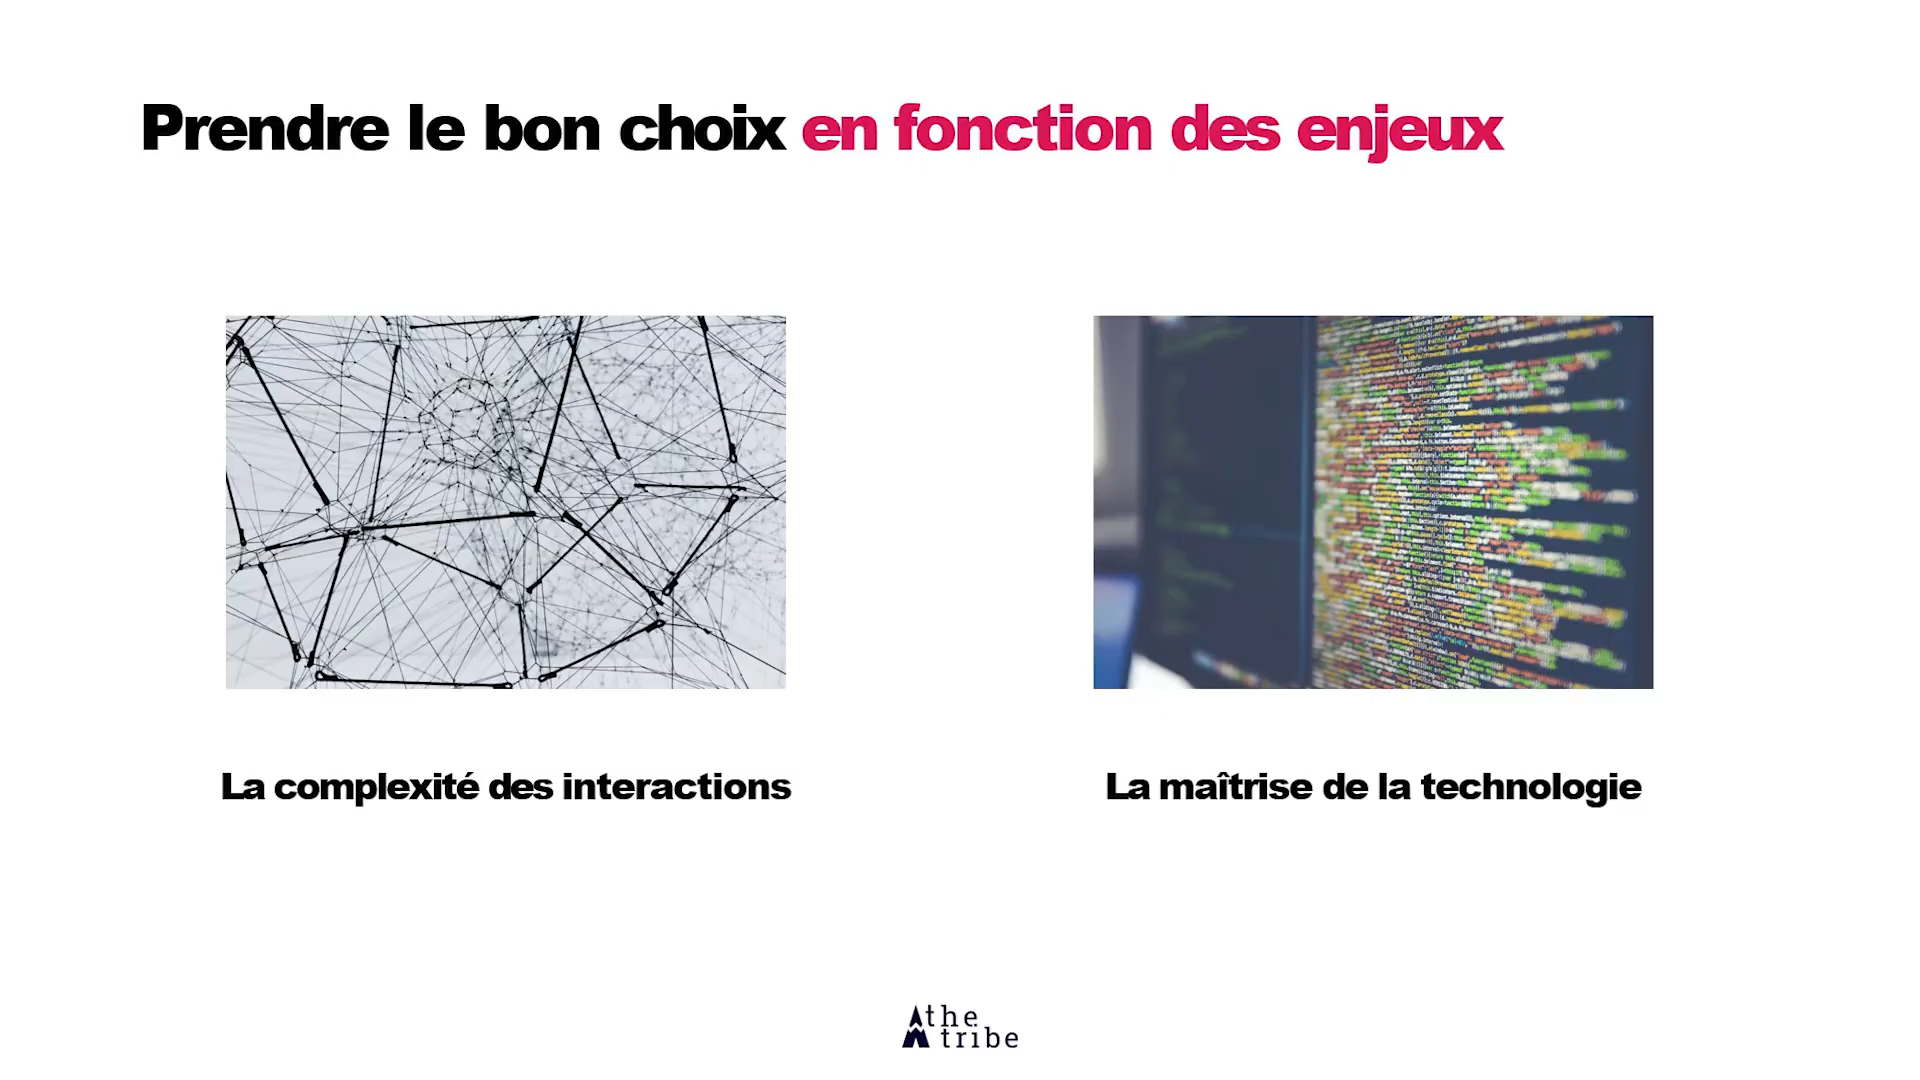 Prendre le bon choix en fonction des enjeux
La complexité des interactions
La maîtrise de la technologie
the
tribe